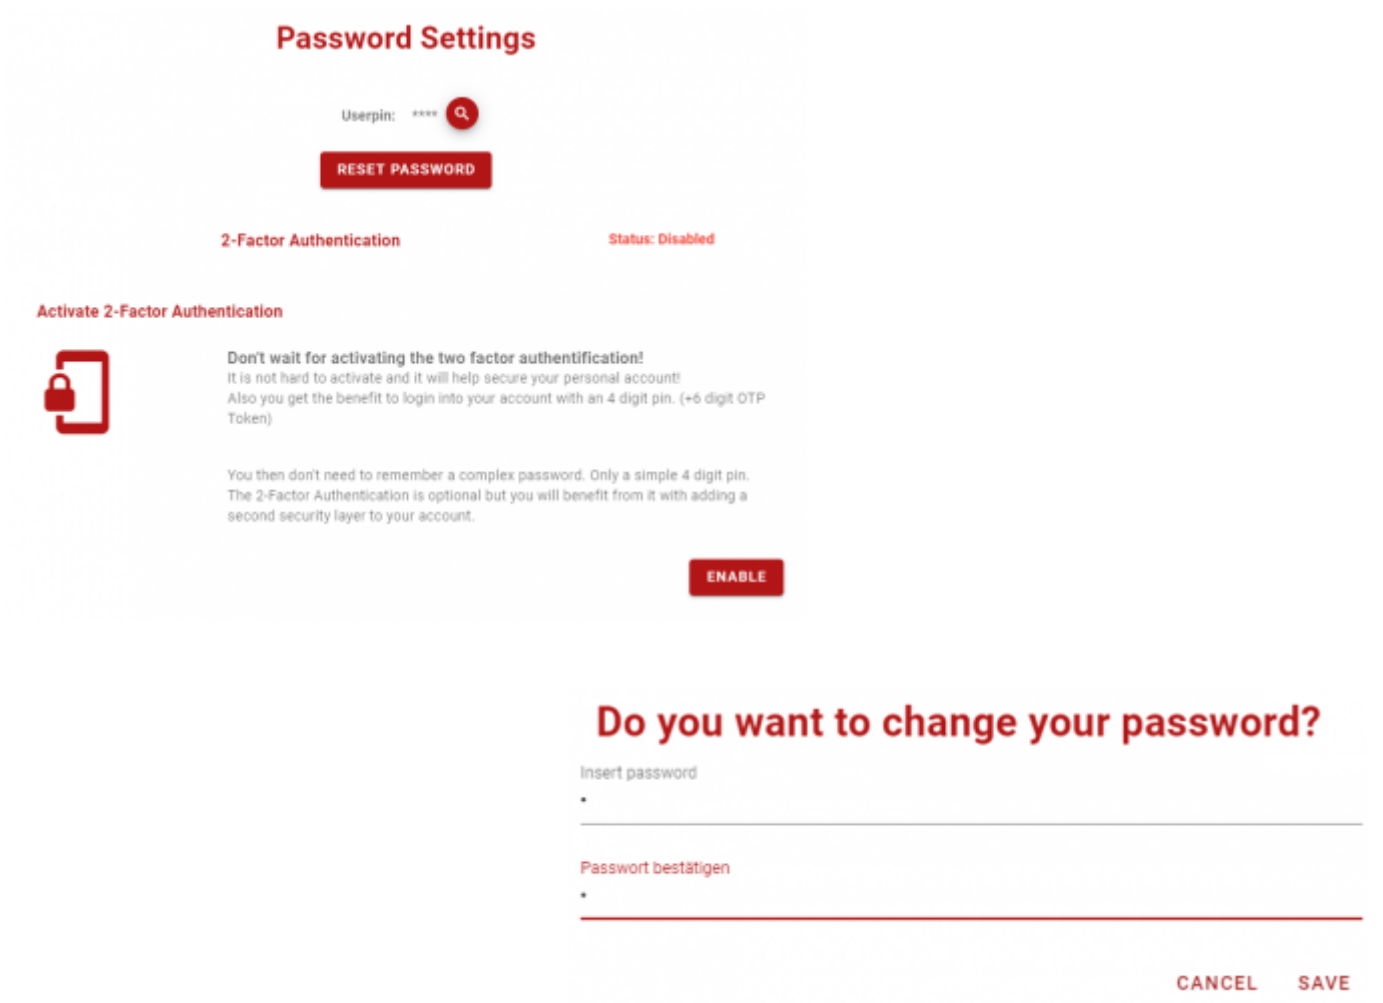 Password Settings
Userpin: ****
RESET PASSWORD
2-Factor Authentication Status: Disabled
Activate 2-Factor Authentication
Don't wait for activating the two factor authentification!
It is not hard to activate and it will help secure your personal account!
Also you get the benefit to login into your account with an 4 digit pin. (+6 digit OTP
Token)
You then don't need to remember a complex password. Only a simple 4 digit pin.
The 2-Factor Authentication is optional but you will benefit from it with adding a
second security layer to your account.
ENABLE
Do you want to change your password?
Insert password
•
Passwort bestätigen
•
CANCEL SAVE